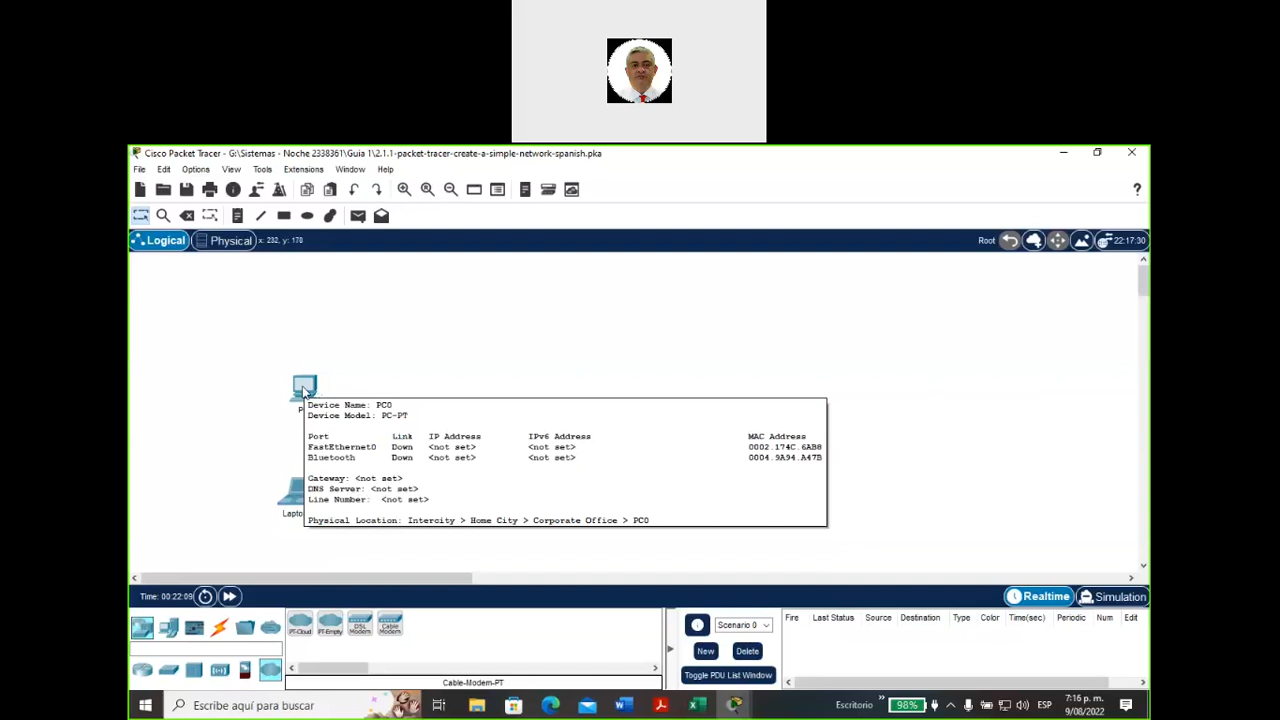 Cisco Packet Tracer - G:\Sistemas - Noche 2338361\Guia 1\2.1.1-packet-tracer-create-a-simple-network-spanish.pka
File Edit Options View Tools Extensions Window Help
?
Logical Physical x: 232, y: 178 Root 22:17:30
Device Name: PC0
Device Model: PC-PT
Port Link IP Address IPv6 Address MAC Address
FastEthernet0 Down <not set> <not set> 0002.174C.6AB8
Bluetooth Down <not set> <not set> 0004.9A94.A47B
Gateway: <not set>
DNS Server: <not set>
Line Number: <not set>
Physical Location: Intercity > Home City > Corporate Office > PC0
Time: 00:22:09 Realtime Simulation
PT-Cloud PT-Empty DSL Modem Cable Modem
Scenario 0
New Delete
Toggle PDU List Window
Fire Last Status Source Destination Type Color Time(sec) Periodic Num Edit
Cable-Modem-PT
Escribe aquí para buscar
Escritorio
98%
ESP
7:16 p. m.
9/08/2022